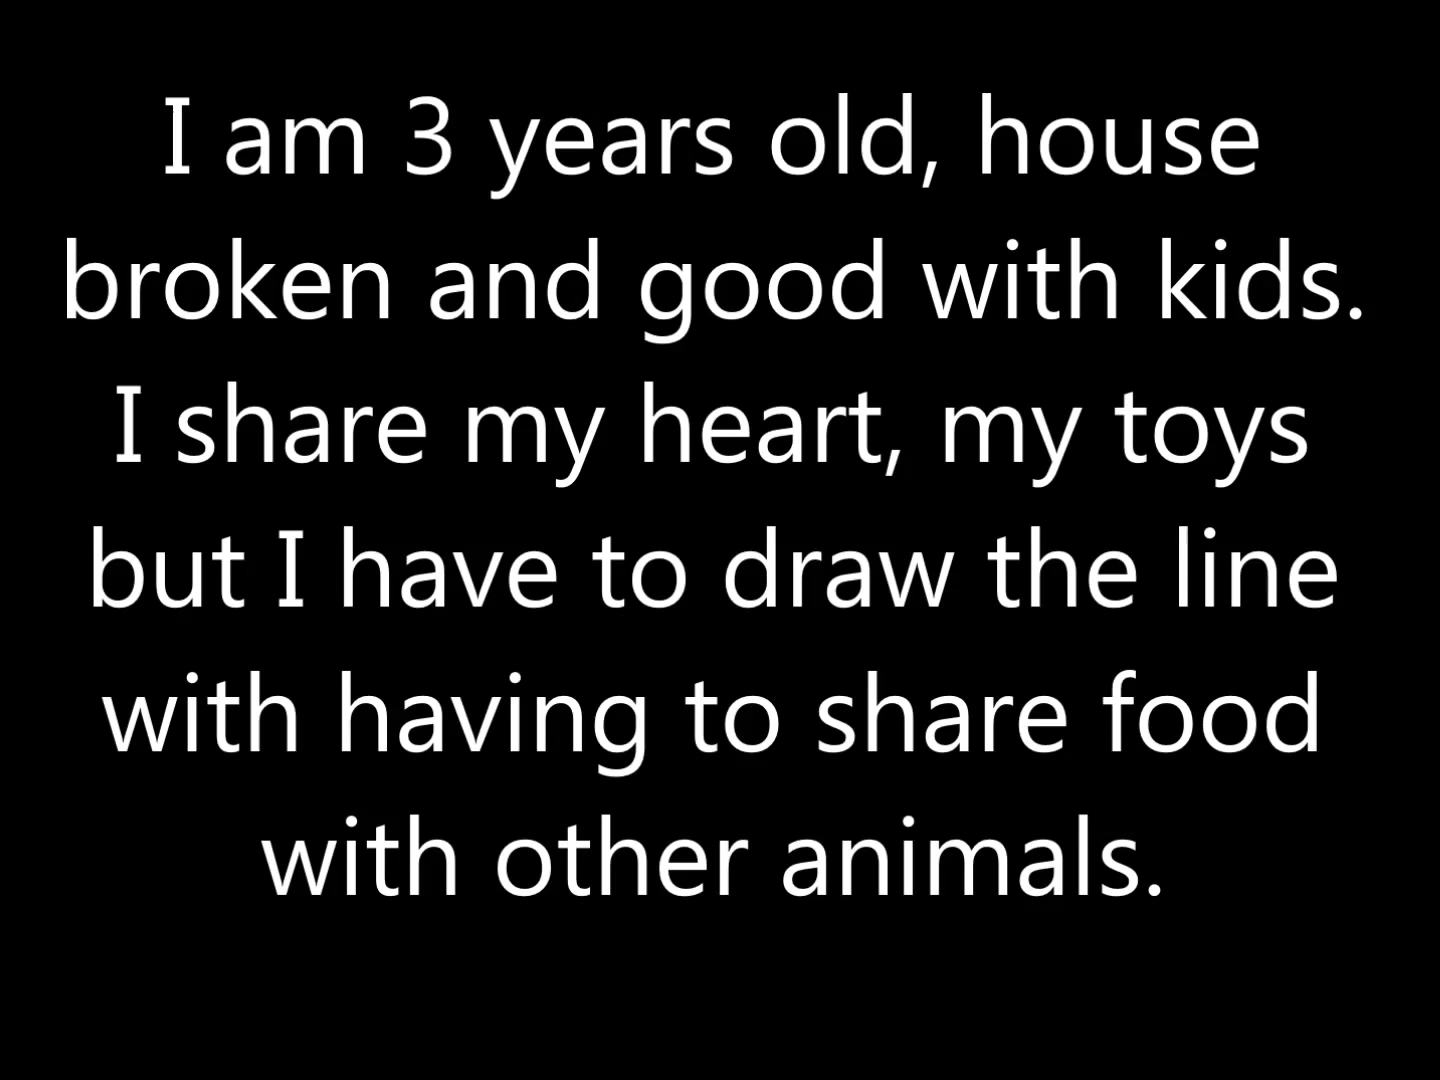 I am 3 years old, house
broken and good with kids.
I share my heart, my toys
but I have to draw the line
with having to share food
with other animals.